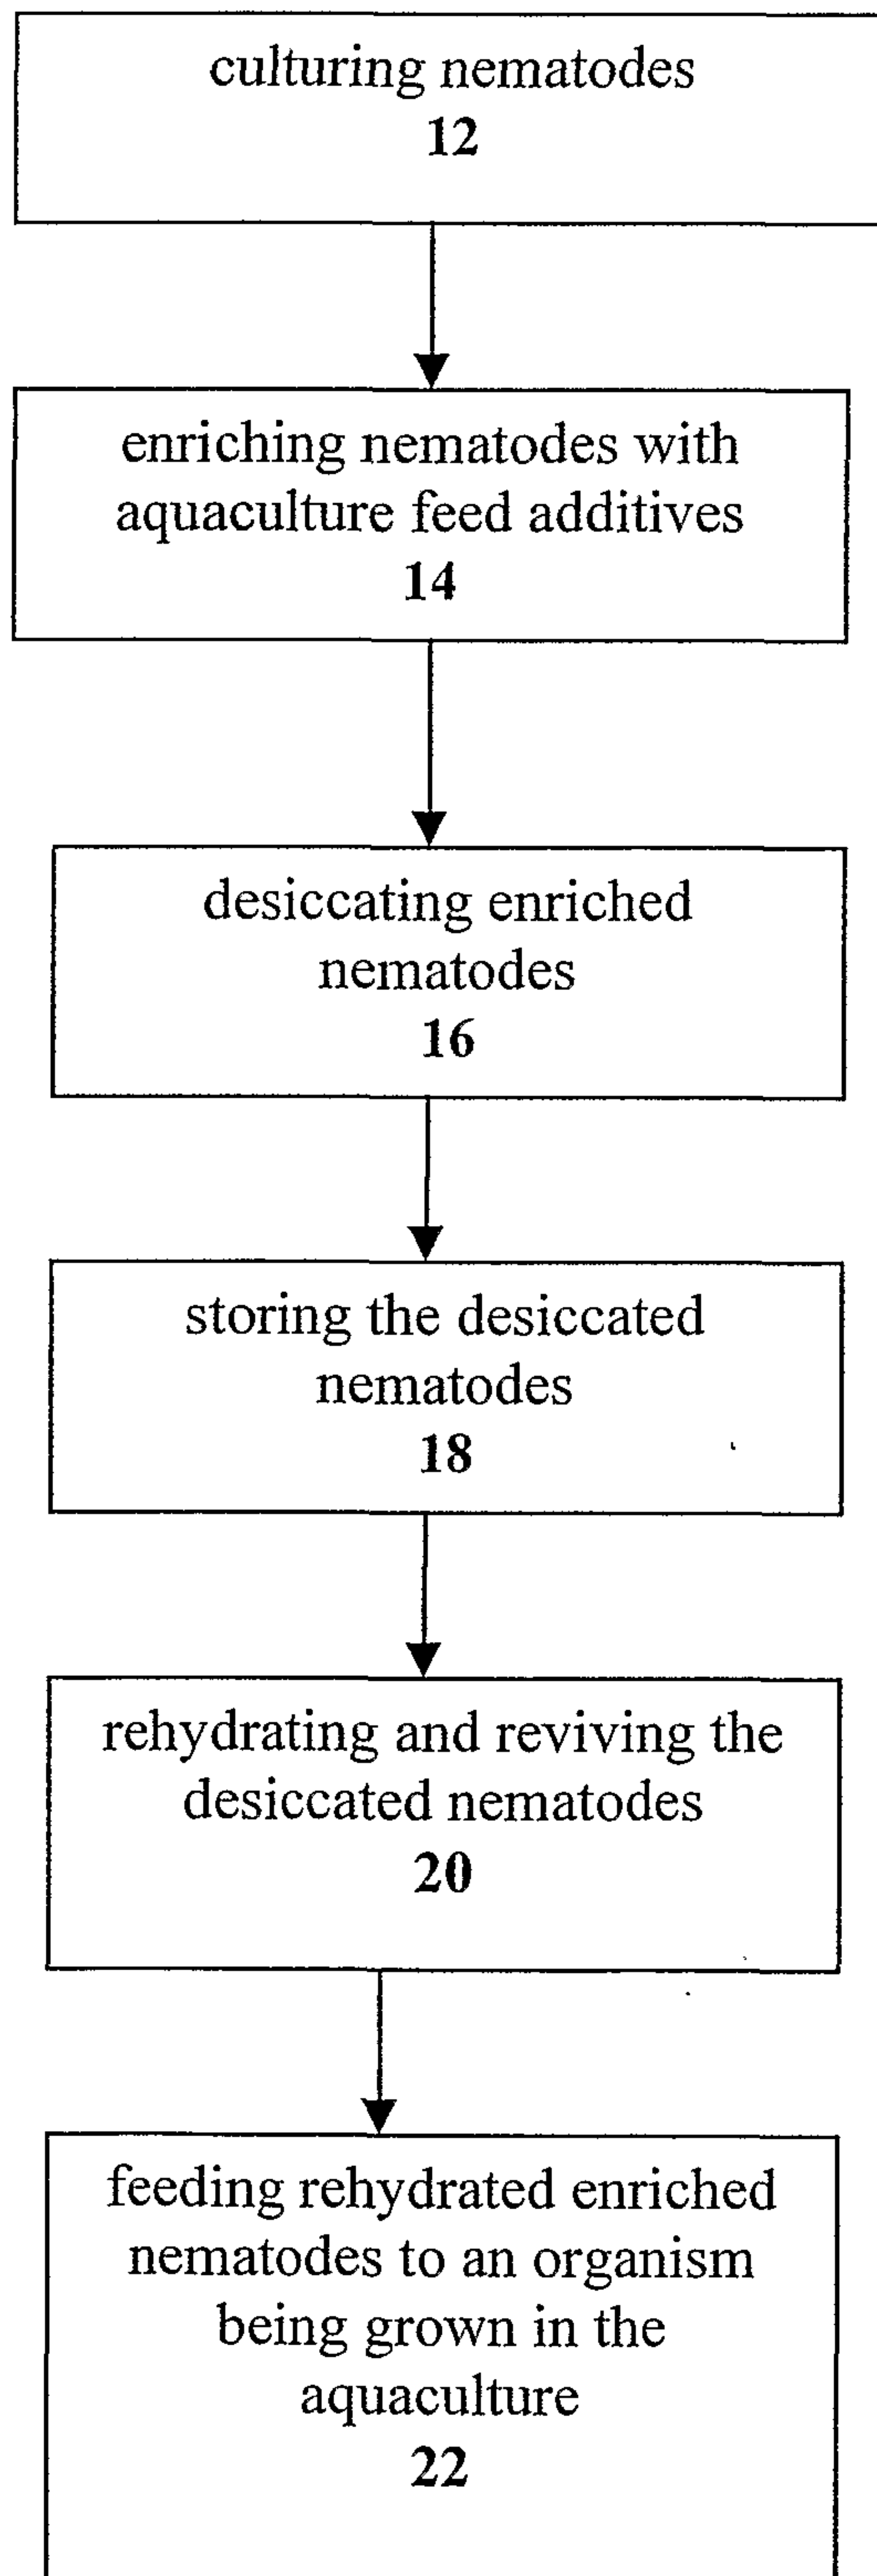 culturing nematodes
12
enriching nematodes with
aquaculture feed additives
14
desiccating enriched
nematodes
16
storing the desiccated
nematodes
18
rehydrating and reviving the
desiccated nematodes
20
feeding rehydrated enriched
nematodes to an organism
being grown in the
aquaculture
22